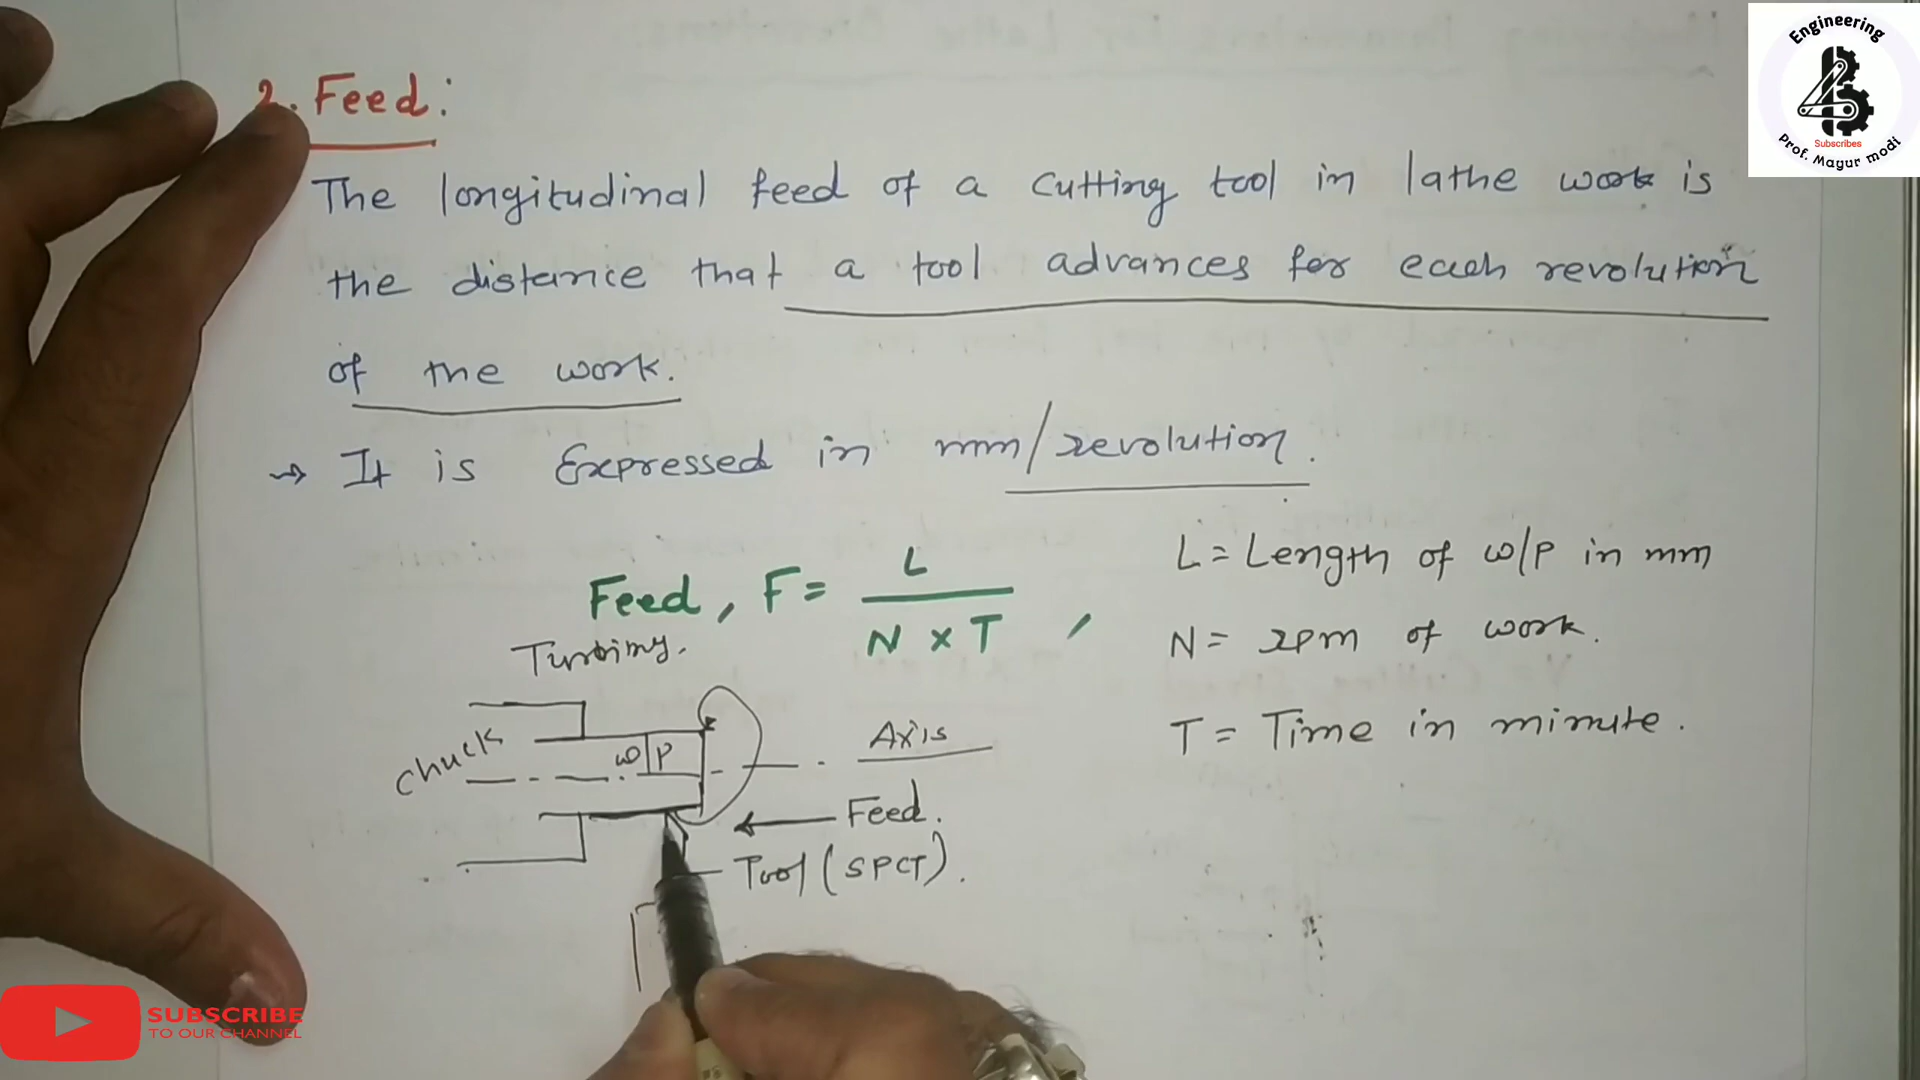 2. Feed:
The longitudinal feed of a cutting tool in lathe work is
the distance that a tool advances for each revolution
of the work.
→ It is Expressed in mm/revolution.
Feed, F = L / N × T ,
L = Length of w/p in mm
N = rpm of work.
T = Time in minute.
Turning.
chuck
w/p
Axis
Feed.
Tool (SPCT).
Engineering
Subscribes
Prof. Mayur modi
SUBSCRIBE
TO OUR CHANNEL